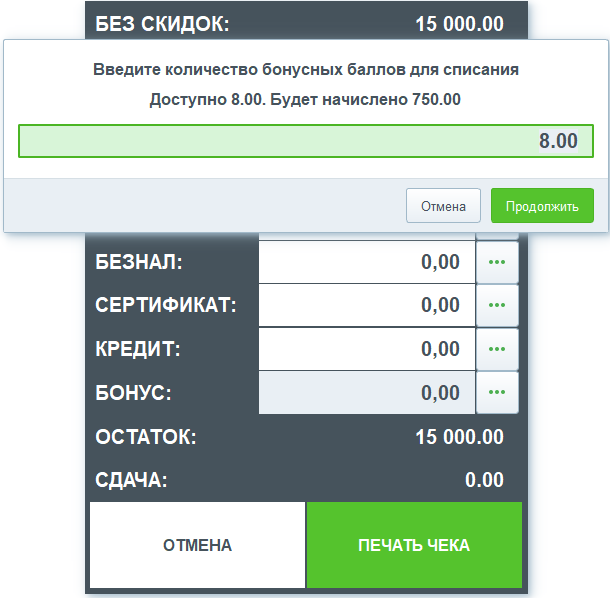 БЕЗ СКИДОК: 15 000.00
Введите количество бонусных баллов для списания
Доступно 8.00. Будет начислено 750.00
8.00
Отмена Продолжить
БЕЗНАЛ: 0,00
СЕРТИФИКАТ: 0,00
КРЕДИТ: 0,00
БОНУС: 0,00
ОСТАТОК: 15 000.00
СДАЧА: 0.00
ОТМЕНА ПЕЧАТЬ ЧЕКА